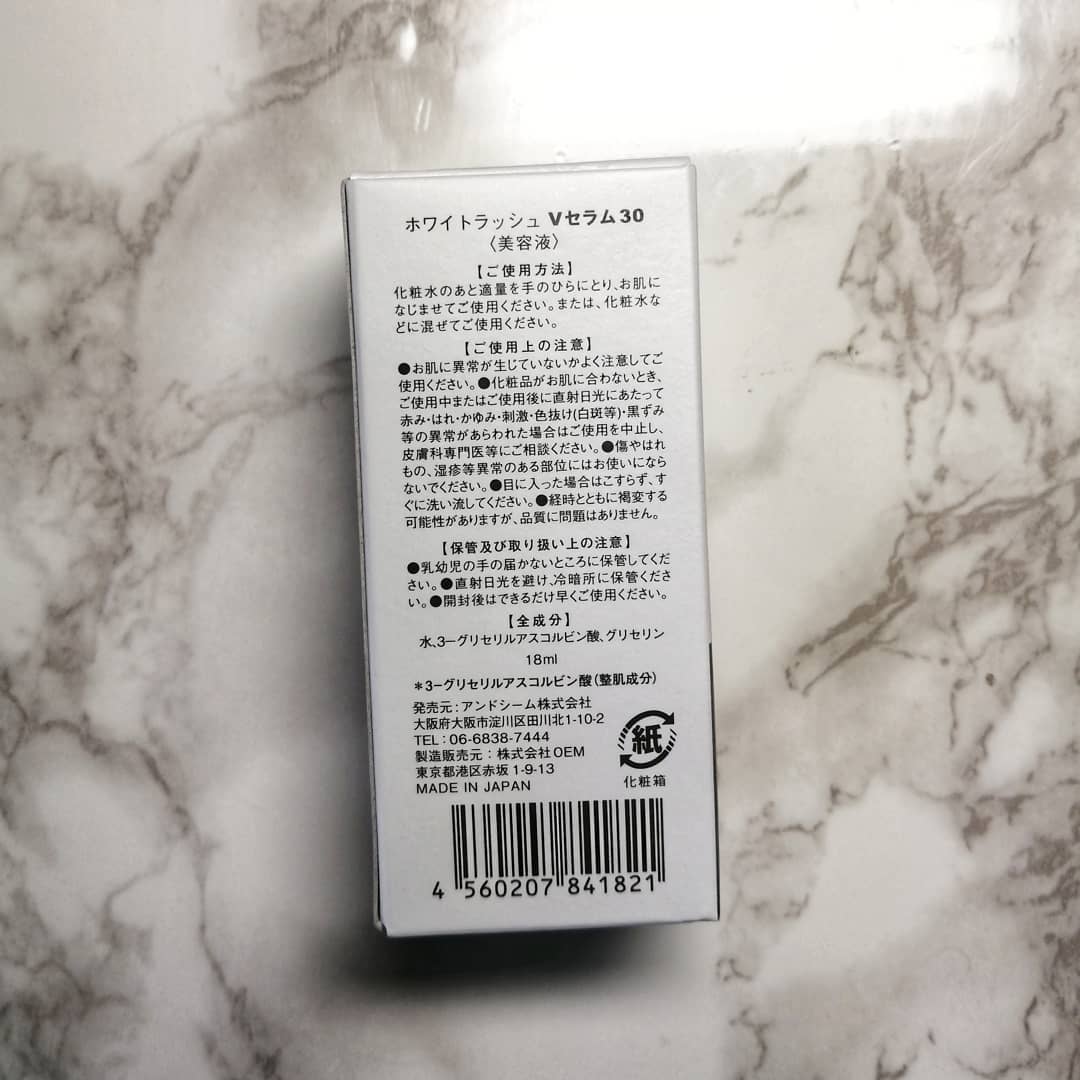 ホワイトラッシュ Vセラム30
〈美容液〉
【ご使用方法】
化粧水のあと適量を手のひらにとり、お肌に
なじませてご使用ください。または、化粧水な
どに混ぜてご使用ください。
【ご使用上の注意】
●お肌に異常が生じていないかよく注意してご
使用ください。●化粧品がお肌に合わないとき、
ご使用中またはご使用後に直射日光にあたって
赤み・はれ・かゆみ・刺激・色抜け(白斑等)・黒ずみ
等の異常があらわれた場合はご使用を中止し、
皮膚科専門医等にご相談ください。●傷やはれ
もの、湿疹等異常のある部位にはお使いになら
ないでください。●目に入った場合はこすらず、す
ぐに洗い流してください。●経時とともに褐変する
可能性がありますが、品質に問題はありません。
【保管及び取り扱い上の注意】
●乳幼児の手の届かないところに保管してくだ
さい。●直射日光を避け、冷暗所に保管くださ
い。●開封後はできるだけ早くご使用ください。
【全成分】
水、3-グリセリルアスコルビン酸、グリセリン
18ml
*3-グリセリルアスコルビン酸(整肌成分)
発売元:アンドシーム株式会社
大阪府大阪市淀川区田川北1-10-2
TEL:06-6838-7444
製造販売元:株式会社OEM
東京都港区赤坂1-9-13
MADE IN JAPAN
紙
化粧箱
4 560207 841821